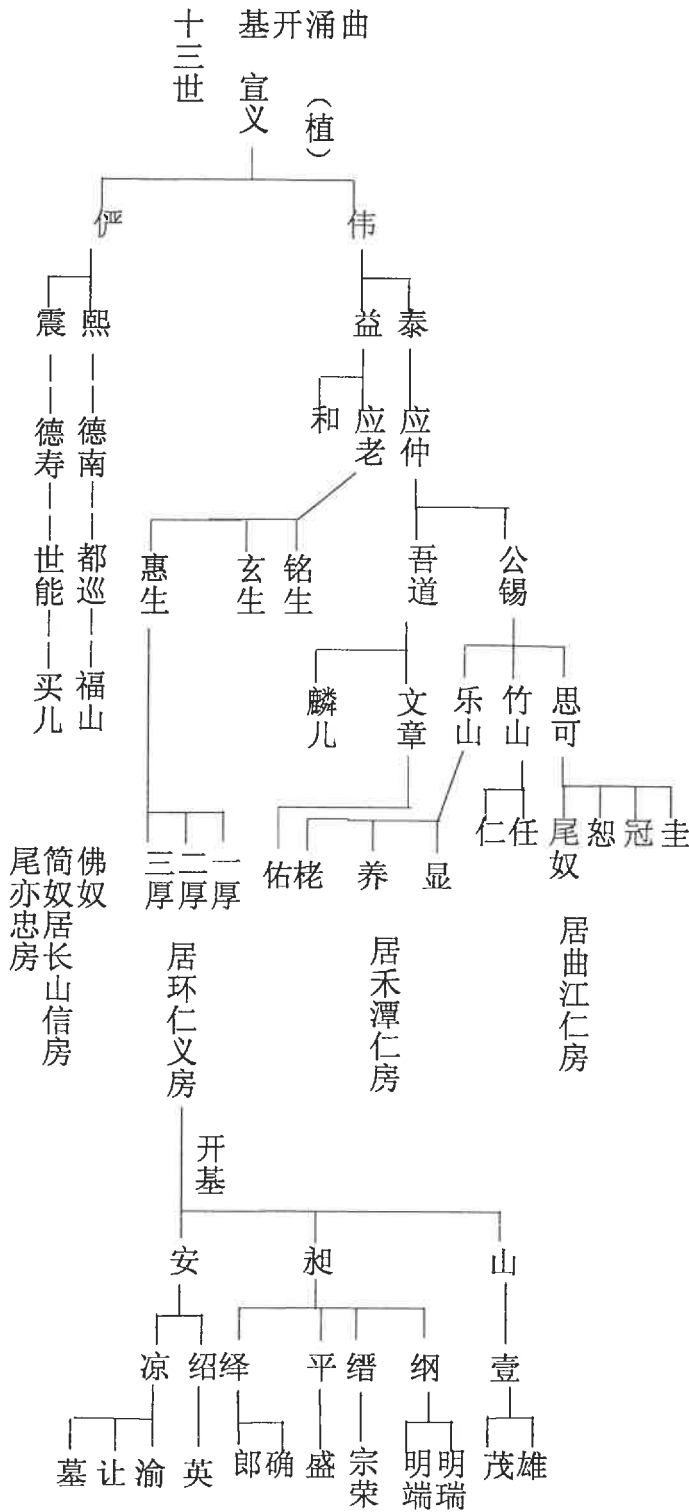 曲涌开基
（植）
宣义
十三世
伟
俨
泰
益
熙
震
应仲
应老
和
德南
都巡
福山
德寿
世能
买儿
公锡
吾道
铭生
玄生
惠生
思可
竹山
乐山
文章
麟儿
圭
冠
恕
尾奴
任
仁
显
养
栳
佑
一厚
二厚
三厚
佛奴
简奴居长山信房
尾亦忠房
居曲江仁房
居禾潭仁房
居环仁义房
开基
山
昶
安
壹
纲
缙
平
绎
绍
凉
雄
茂
明瑞
明端
宗荣
盛
确
郎
英
渝
让
墓